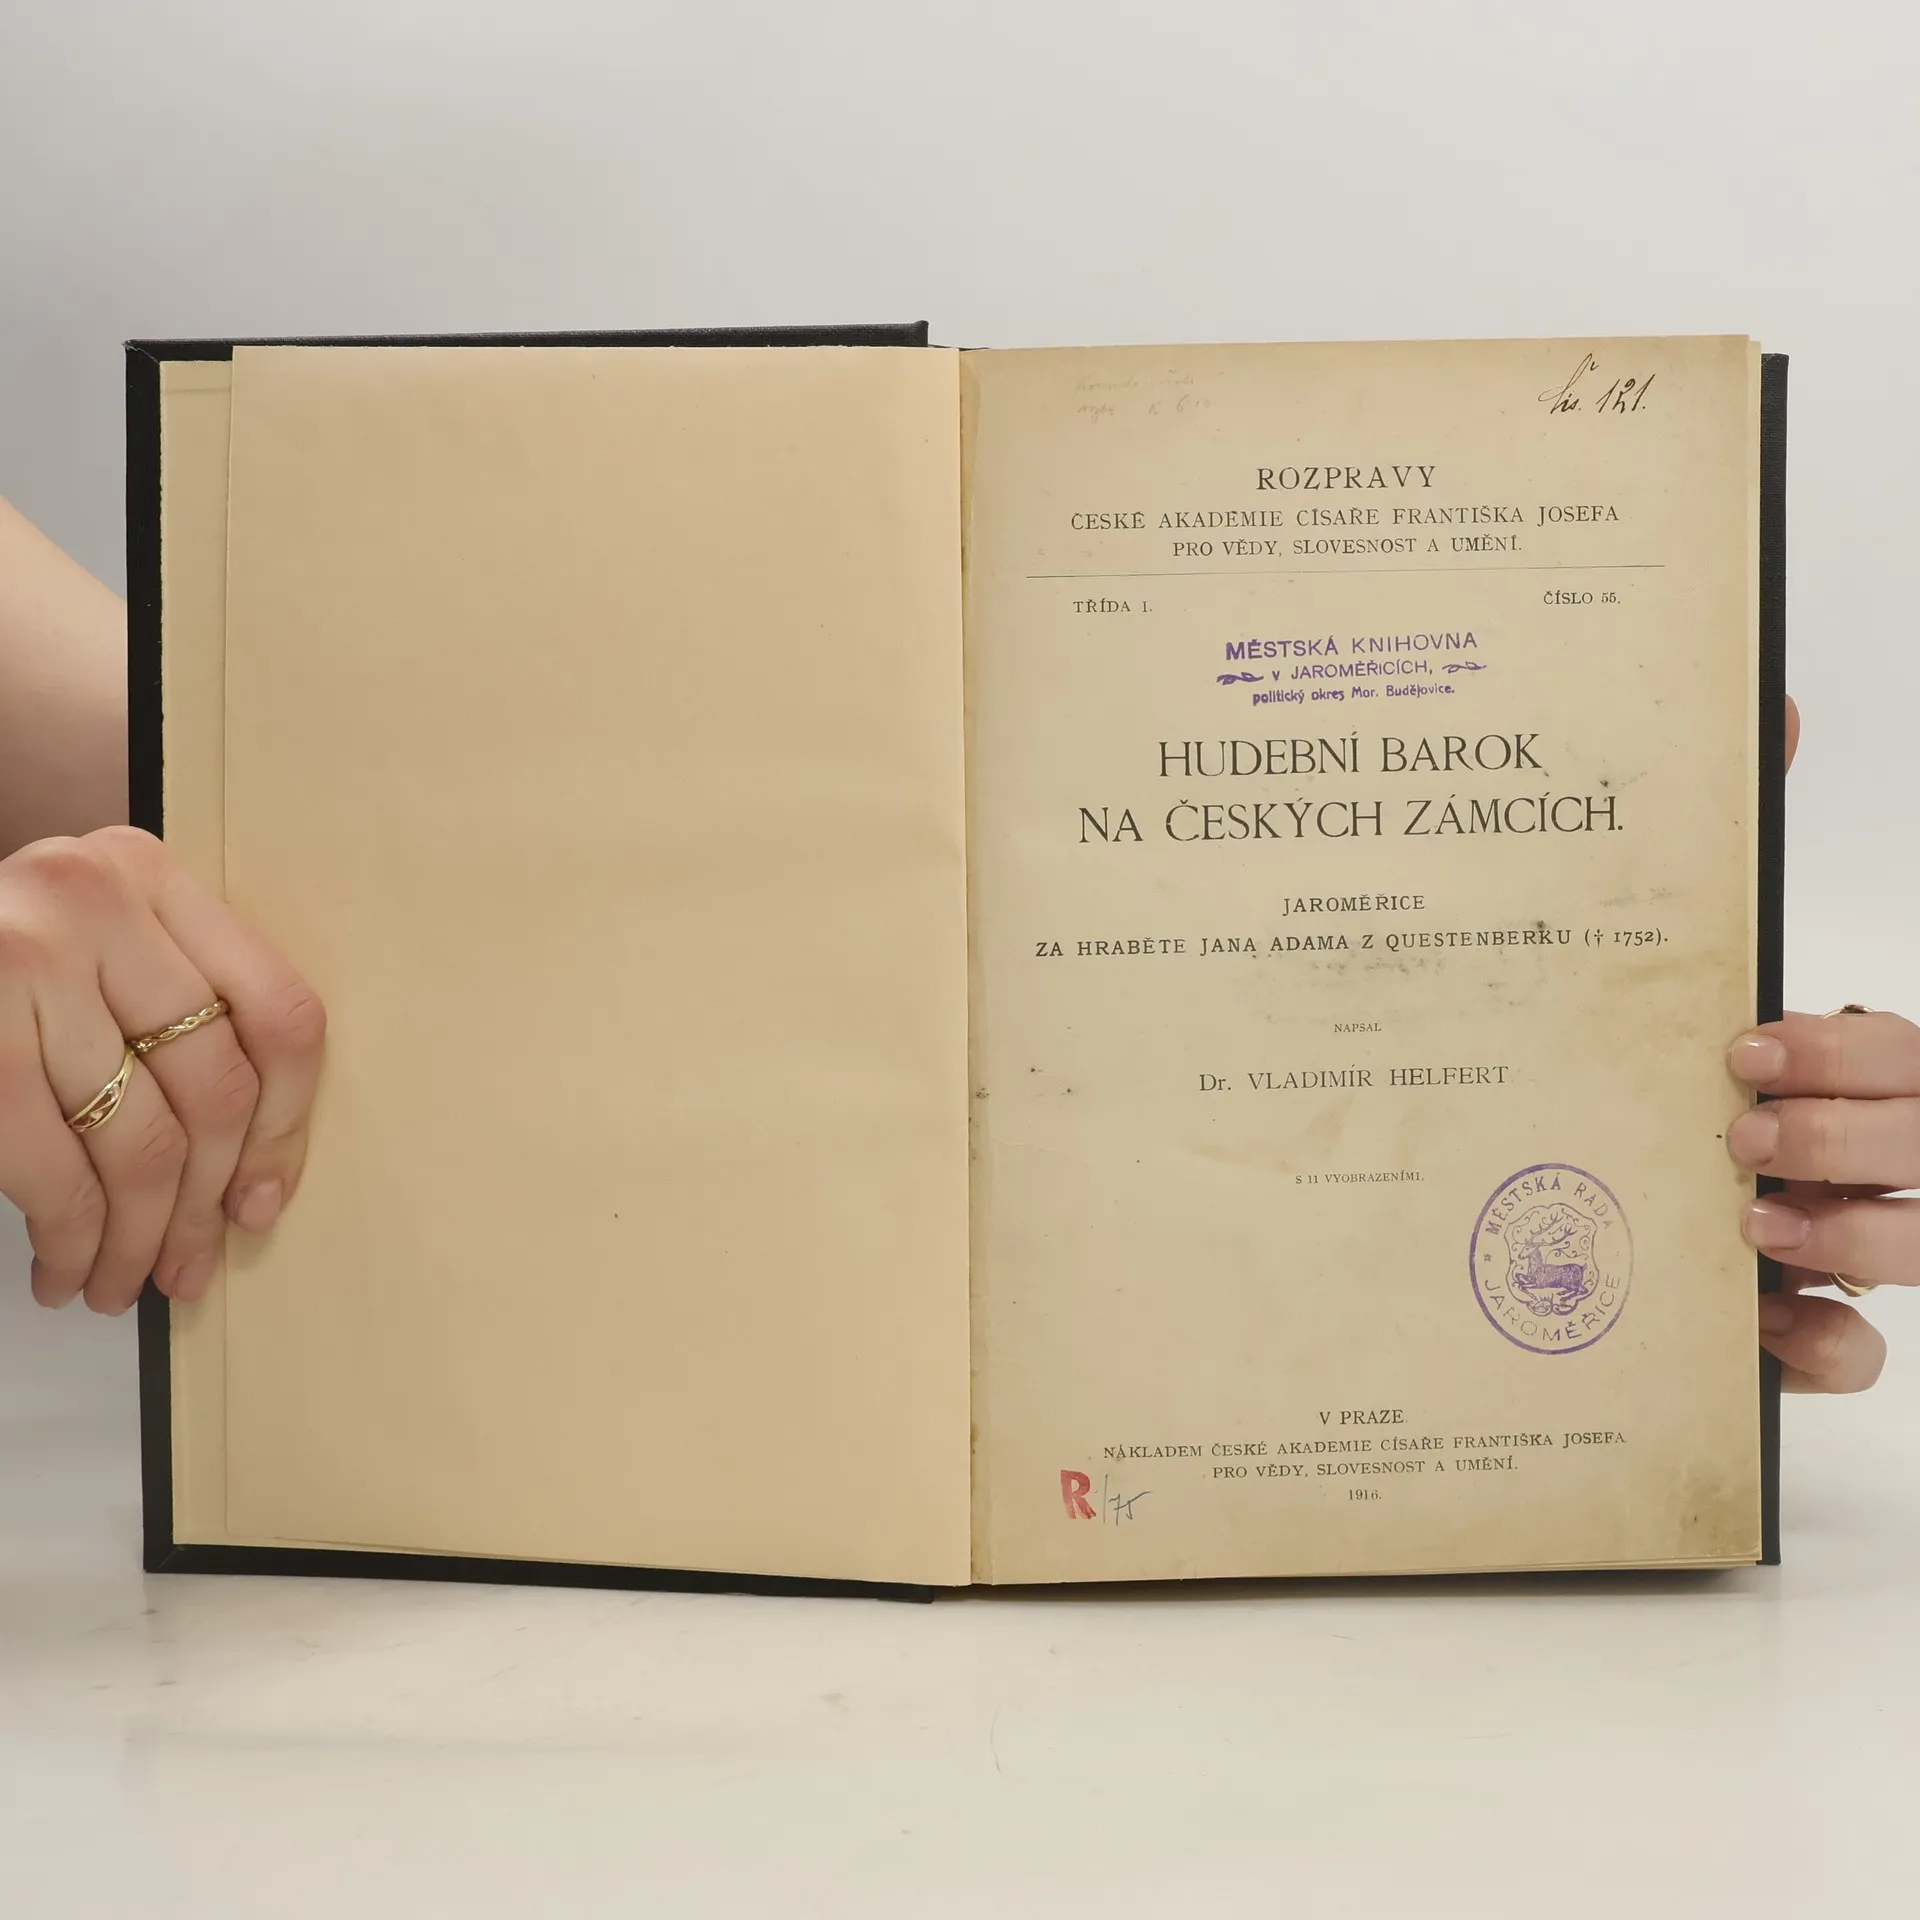 Čís. 121.
ROZPRAVY
ČESKÉ AKADEMIE CÍSAŘE FRANTIŠKA JOSEFA
PRO VĚDY, SLOVESNOST A UMĚNÍ.
TŘÍDA I.
ČÍSLO 55.
MĚSTSKÁ KNIHOVNA
v JAROMĚŘICÍCH,
politický okres Mor. Budějovice.
HUDEBNÍ BAROK
NA ČESKÝCH ZÁMCÍCH.
JAROMĚŘICE
ZA HRABĚTE JANA ADAMA Z QUESTENBERKU († 1752).
NAPSAL
Dr. VLADIMÍR HELFERT
S 11 VYOBRAZENÍMI.
* MĚSTSKÁ RADA
JAROMĚŘICE
V PRAZE.
NÁKLADEM ČESKÉ AKADEMIE CÍSAŘE FRANTIŠKA JOSEFA
PRO VĚDY, SLOVESNOST A UMĚNÍ.
1916.
R/75